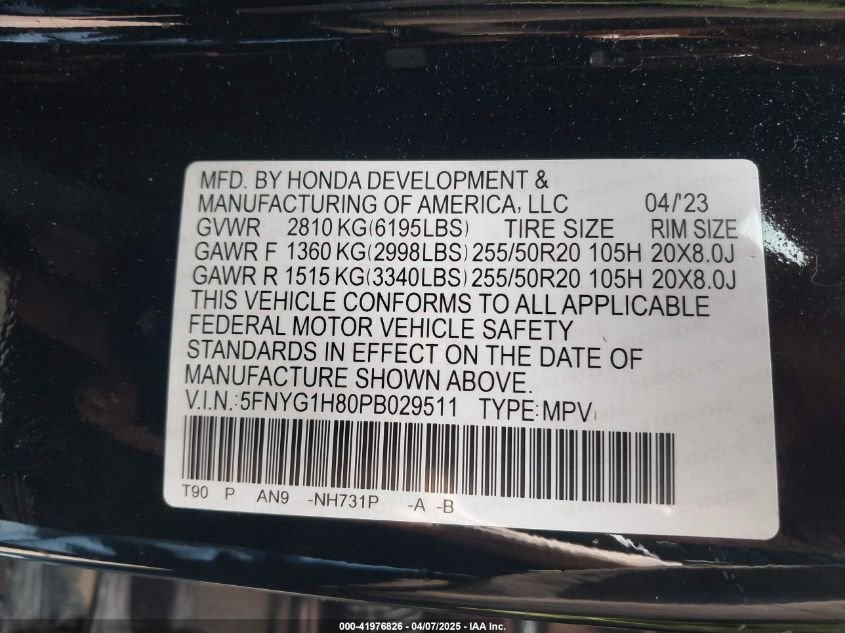 MFD. BY HONDA DEVELOPMENT &
MANUFACTURING OF AMERICA, LLC 04/'23
GVWR 2810 KG(6195LBS) TIRE SIZE RIM SIZE
GAWR F 1360 KG(2998LBS) 255/50R20 105H 20X8.0J
GAWR R 1515 KG(3340LBS) 255/50R20 105H 20X8.0J
THIS VEHICLE CONFORMS TO ALL APPLICABLE
FEDERAL MOTOR VEHICLE SAFETY
STANDARDS IN EFFECT ON THE DATE OF
MANUFACTURE SHOWN ABOVE.
V.I.N.:5FNYG1H80PB029511 TYPE:MPV
T90 P AN9 -NH731P -A -B
000-41976826 - 04/07/2025 - IAA Inc.